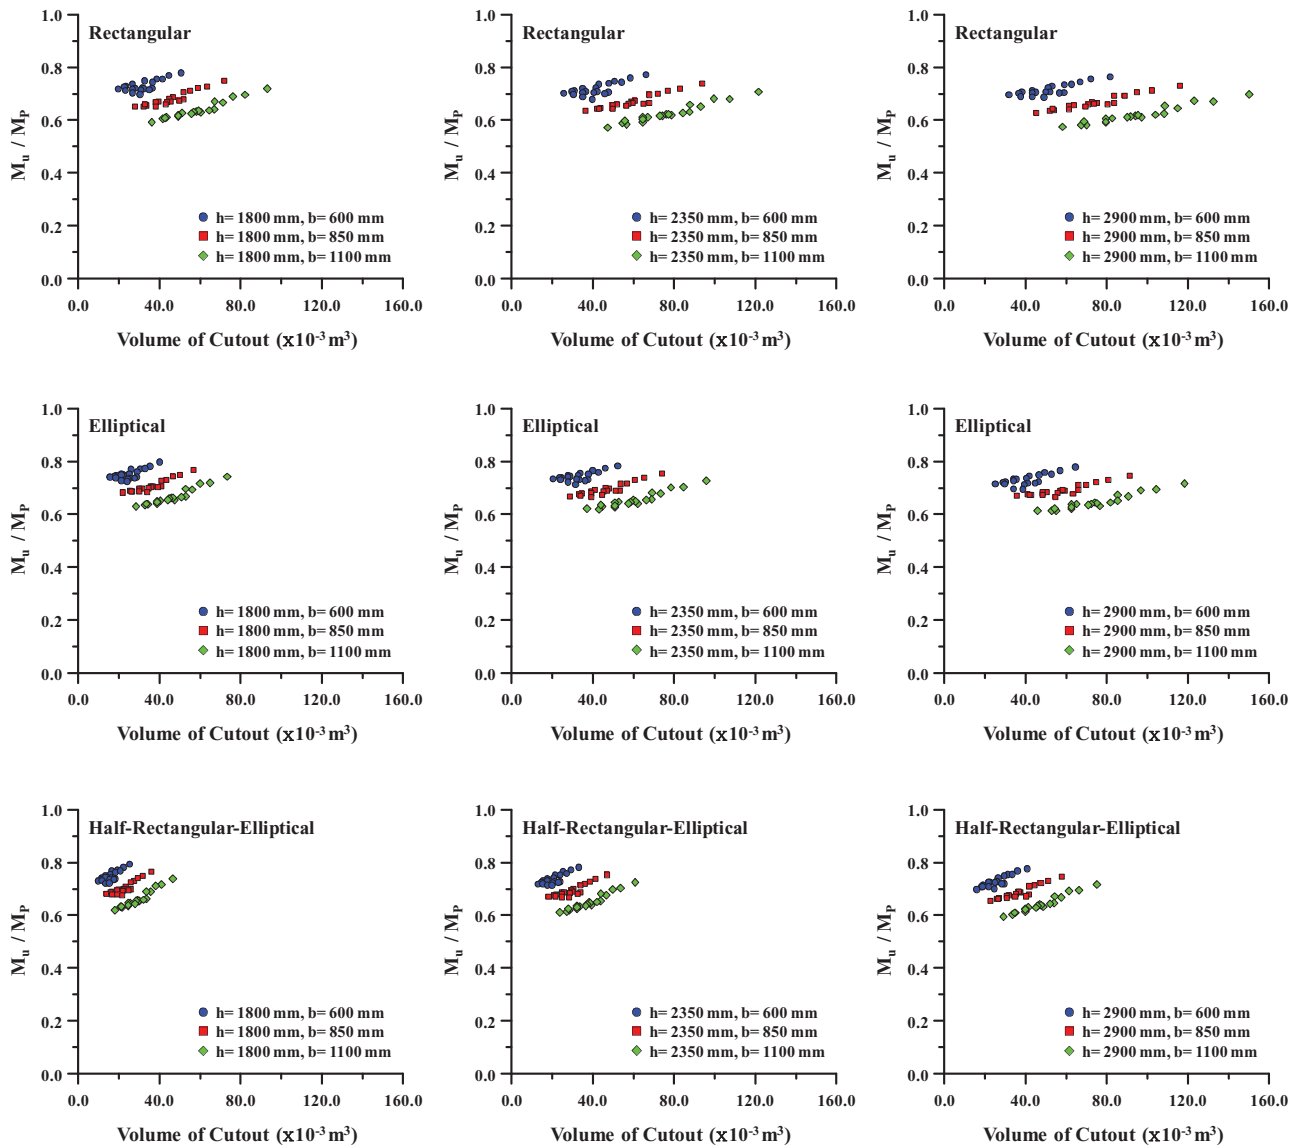 Rectangular
1.0
0.8
0.6
0.4
0.2
0.0
Mu / MP
h= 1800 mm, b= 600 mm
h= 1800 mm, b= 850 mm
h= 1800 mm, b= 1100 mm
0.0 40.0 80.0 120.0 160.0
Volume of Cutout (x10-3 m3)
Rectangular
1.0
0.8
0.6
0.4
0.2
0.0
Mu / MP
h= 2350 mm, b= 600 mm
h= 2350 mm, b= 850 mm
h= 2350 mm, b= 1100 mm
0.0 40.0 80.0 120.0 160.0
Volume of Cutout (x10-3 m3)
Rectangular
1.0
0.8
0.6
0.4
0.2
0.0
Mu / MP
h= 2900 mm, b= 600 mm
h= 2900 mm, b= 850 mm
h= 2900 mm, b= 1100 mm
0.0 40.0 80.0 120.0 160.0
Volume of Cutout (x10-3 m3)
Elliptical
1.0
0.8
0.6
0.4
0.2
0.0
Mu / MP
h= 1800 mm, b= 600 mm
h= 1800 mm, b= 850 mm
h= 1800 mm, b= 1100 mm
0.0 40.0 80.0 120.0 160.0
Volume of Cutout (x10-3 m3)
Elliptical
1.0
0.8
0.6
0.4
0.2
0.0
Mu / MP
h= 2350 mm, b= 600 mm
h= 2350 mm, b= 850 mm
h= 2350 mm, b= 1100 mm
0.0 40.0 80.0 120.0 160.0
Volume of Cutout (x10-3 m3)
Elliptical
1.0
0.8
0.6
0.4
0.2
0.0
Mu / MP
h= 2900 mm, b= 600 mm
h= 2900 mm, b= 850 mm
h= 2900 mm, b= 1100 mm
0.0 40.0 80.0 120.0 160.0
Volume of Cutout (x10-3 m3)
Half-Rectangular-Elliptical
1.0
0.8
0.6
0.4
0.2
0.0
Mu / MP
h= 1800 mm, b= 600 mm
h= 1800 mm, b= 850 mm
h= 1800 mm, b= 1100 mm
0.0 40.0 80.0 120.0 160.0
Volume of Cutout (x10-3 m3)
Half-Rectangular-Elliptical
1.0
0.8
0.6
0.4
0.2
0.0
Mu / MP
h= 2350 mm, b= 600 mm
h= 2350 mm, b= 850 mm
h= 2350 mm, b= 1100 mm
0.0 40.0 80.0 120.0 160.0
Volume of Cutout (x10-3 m3)
Half-Rectangular-Elliptical
1.0
0.8
0.6
0.4
0.2
0.0
Mu / MP
h= 2900 mm, b= 600 mm
h= 2900 mm, b= 850 mm
h= 2900 mm, b= 1100 mm
0.0 40.0 80.0 120.0 160.0
Volume of Cutout (x10-3 m3)